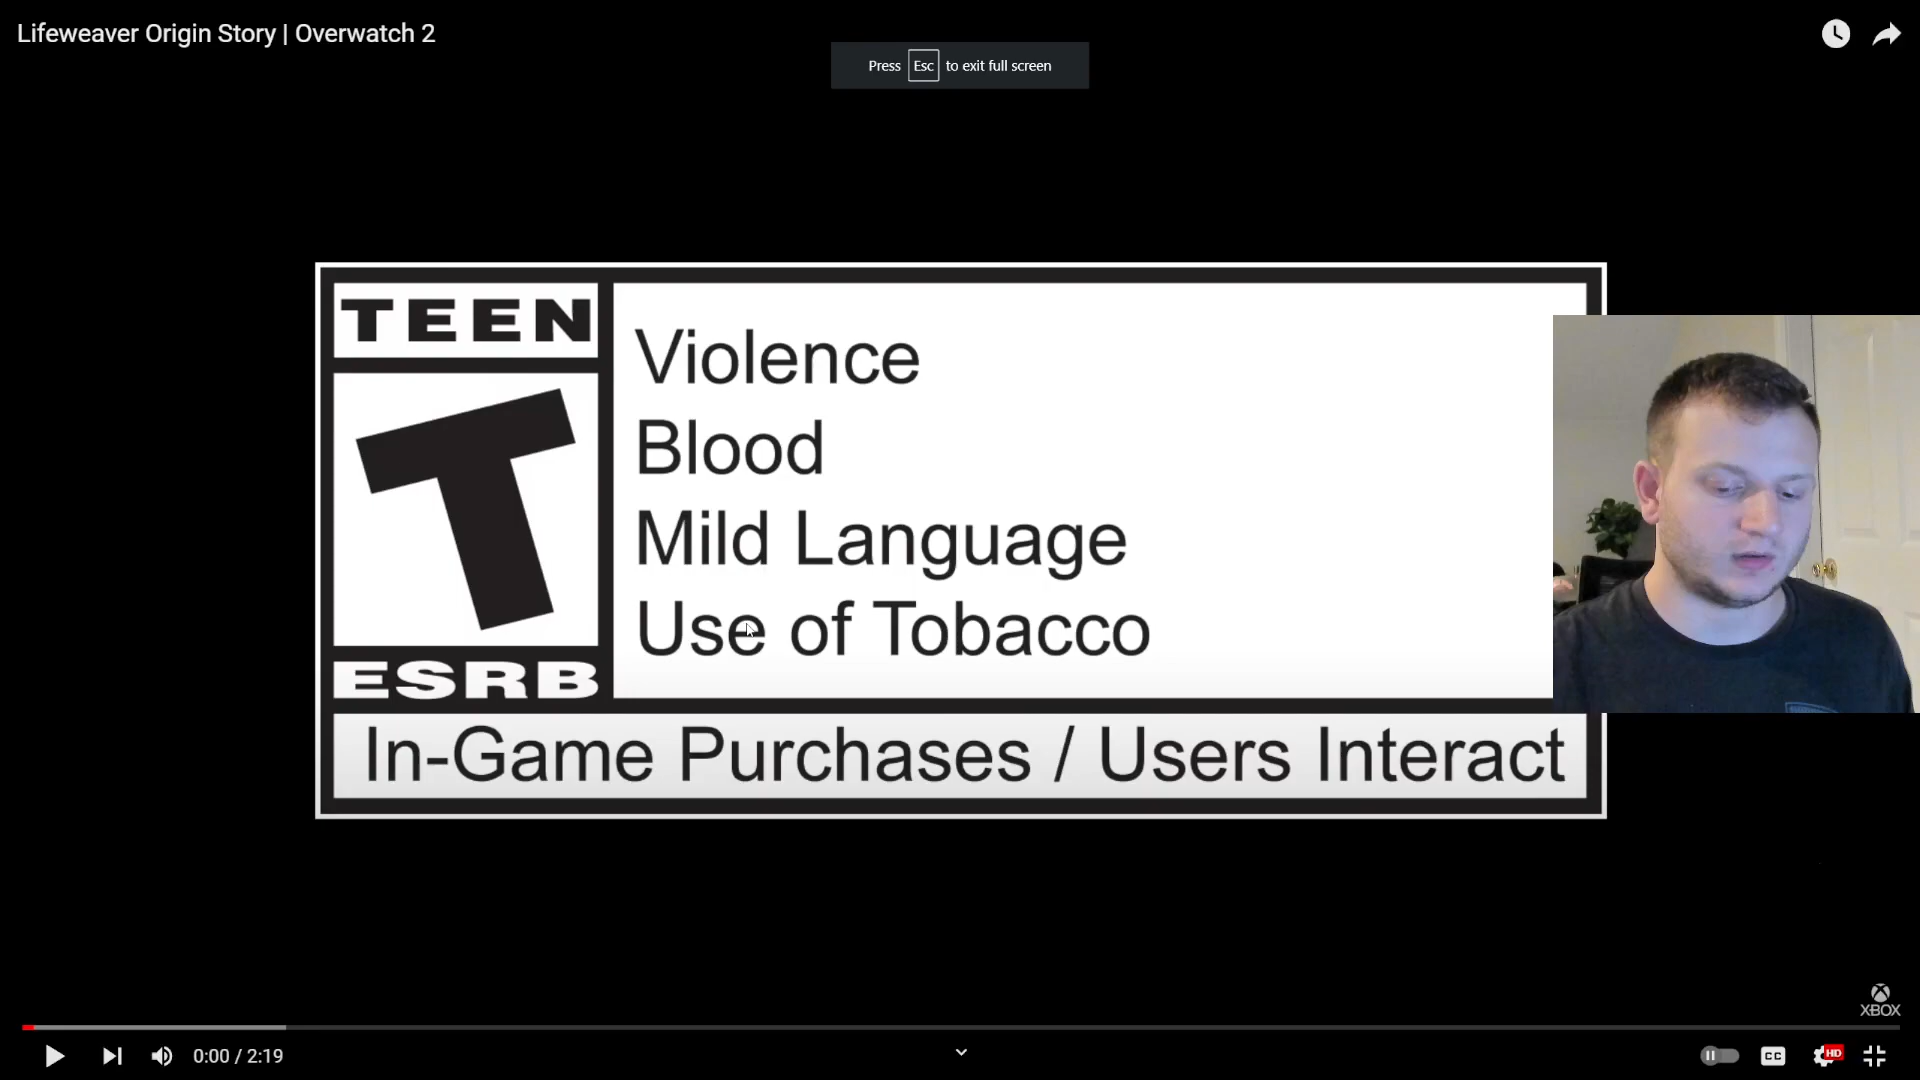 Lifeweaver Origin Story | Overwatch 2
Press Esc to exit full screen
TEEN
T
ESRB
Violence
Blood
Mild Language
Use of Tobacco
In-Game Purchases / Users Interact
XBOX
0:00 / 2:19
CC
HD